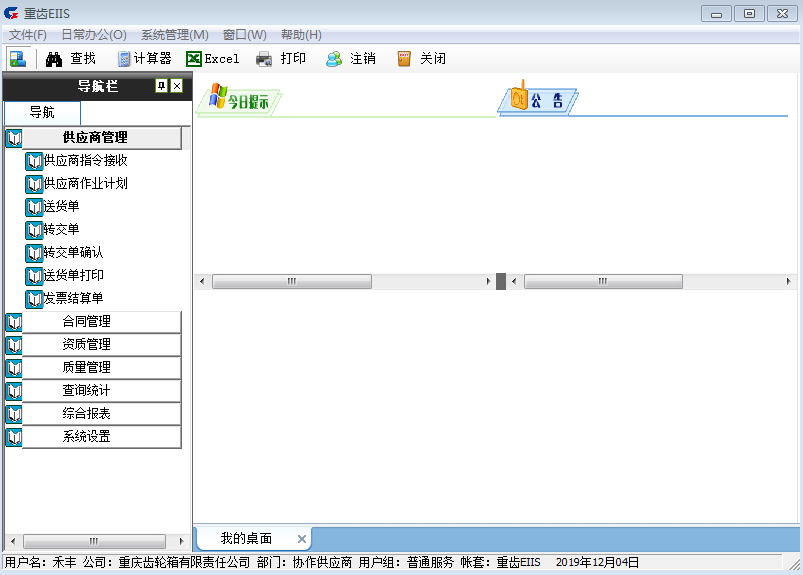 重齿EIIS
文件(F) 日常办公(O) 系统管理(M) 窗口(W) 帮助(H)
查找 计算器 Excel 打印 注销 关闭
导航栏
导航
今日提示
公 告
供应商管理
供应商指令接收
供应商作业计划
送货单
转交单
转交单确认
送货单打印
发票结算单
合同管理
资质管理
质量管理
查询统计
综合报表
系统设置
我的桌面
用户名: 禾丰 公司: 重庆齿轮箱有限责任公司 部门: 协作供应商 用户组: 普通服务 帐套: 重齿EIIS 2019年12月04日